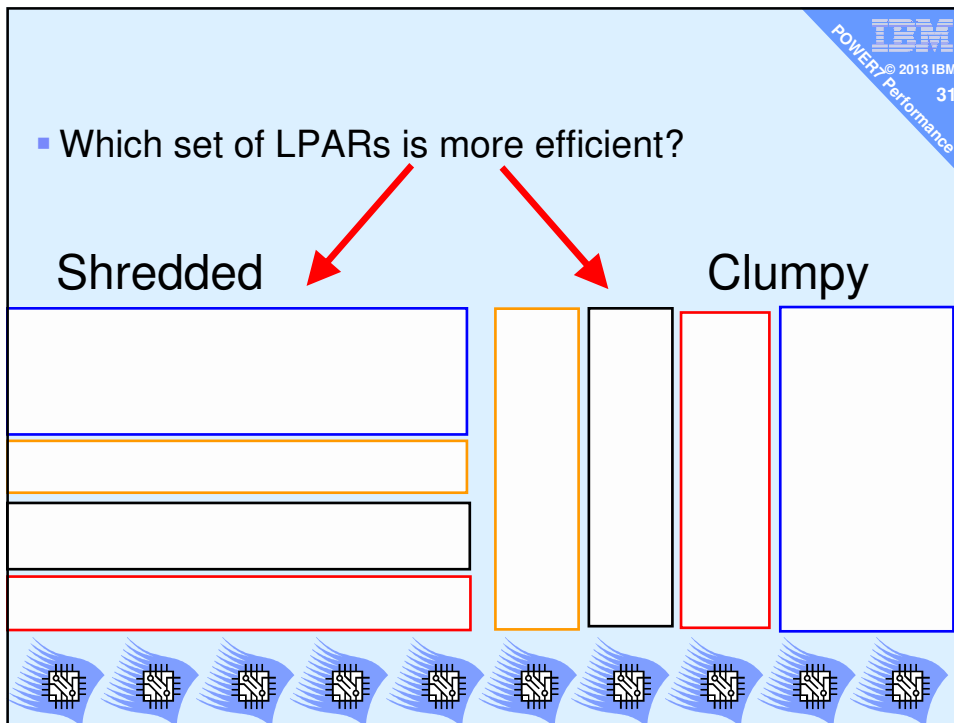 IBM
© 2013 IBM
31
POWER7 Performance
Which set of LPARs is more efficient?
Shredded
Clumpy